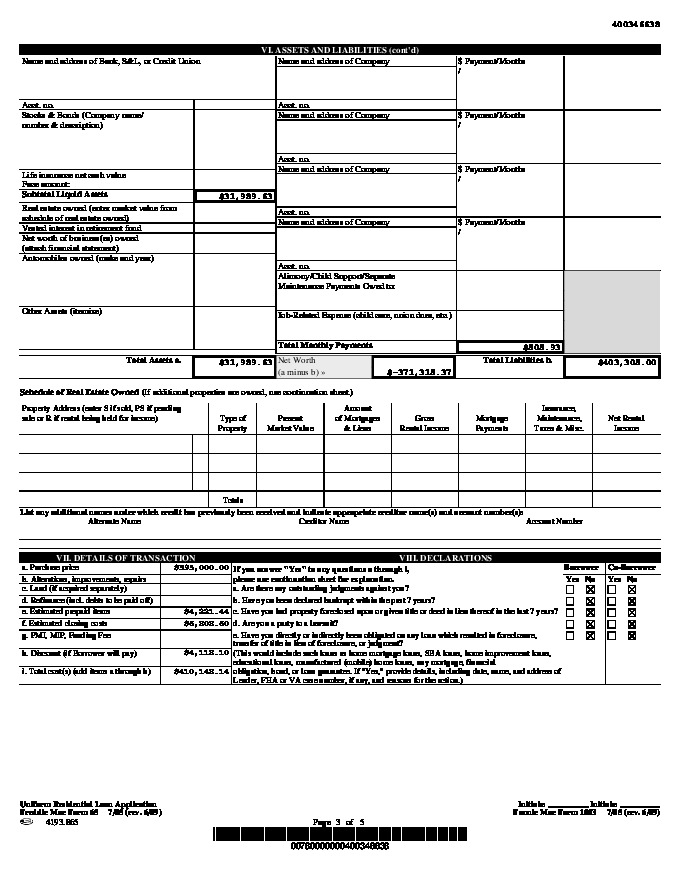 400346638
VI. ASSETS AND LIABILITIES (cont'd)
Name and address of Bank, S&L, or Credit Union
Name and address of Company
$ Payment/Months
/
Acct. no.
Acct. no.
Stocks & Bonds (Company name/
number & description)
Name and address of Company
$ Payment/Months
/
Acct. no.
Life insurance net cash value
Face amount:
Name and address of Company
$ Payment/Months
/
Subtotal Liquid Assets
$31,989.63
Real estate owned (enter market value from
schedule of real estate owned)
Acct. no.
Vested interest in retirement fund
Name and address of Company
$ Payment/Months
/
Net worth of business(es) owned
(attach financial statement)
Automobiles owned (make and year)
Acct. no.
Alimony/Child Support/Separate
Maintenance Payments Owed to:
Other Assets (itemize)
Job-Related Expense (child care, union dues, etc.)
Total Monthly Payments
$808.93
Total Assets a.
$31,989.63
Net Worth
(a minus b) »
$-371,318.37
Total Liabilities b.
$403,308.00
Schedule of Real Estate Owned (If additional properties are owned, use continuation sheet.)
Property Address (enter S if sold, PS if pending
sale or R if rental being held for income)
Type of
Property
Present
Market Value
Amount
of Mortgages
& Liens
Gross
Rental Income
Mortgage
Payments
Insurance,
Maintenance,
Taxes & Misc.
Net Rental
Income
Totals
List any additional names under which credit has previously been received and indicate appropriate creditor name(s) and account number(s):
Alternate Name
Creditor Name
Account Number
VII. DETAILS OF TRANSACTION
VIII. DECLARATIONS
a. Purchase price
$395,000.00
If you answer "Yes" to any questions a through i,
Borrower
Co-Borrower
b. Alterations, improvements, repairs
please use continuation sheet for explanation.
Yes No
Yes No
c. Land (if acquired separately)
a. Are there any outstanding judgments against you?
d. Refinance (incl. debts to be paid off)
b. Have you been declared bankrupt within the past 7 years?
e. Estimated prepaid items
$4,221.44
c. Have you had property foreclosed upon or given title or deed in lieu thereof in the last 7 years?
f. Estimated closing costs
$6,808.60
d. Are you a party to a lawsuit?
g. PMI, MIP, Funding Fee
e. Have you directly or indirectly been obligated on any loan which resulted in foreclosure,
transfer of title in lieu of foreclosure, or judgment?
h. Discount (if Borrower will pay)
$4,118.10
(This would include such loans as home mortgage loans, SBA loans, home improvement loans,
educational loans, manufactured (mobile) home loans, any mortgage, financial
i. Total costs (add items a through h)
$410,148.14
obligation, bond, or loan guarantee. If "Yes," provide details, including date, name, and address of
Lender, FHA or VA case number, if any, and reasons for the action.)
Uniform Residential Loan Application
Freddie Mac Form 65 7/05 (rev. 6/09)
Initials: Initials:
Fannie Mae Form 1003 7/05 (rev. 6/09)
4193.865
Page 3 of 5